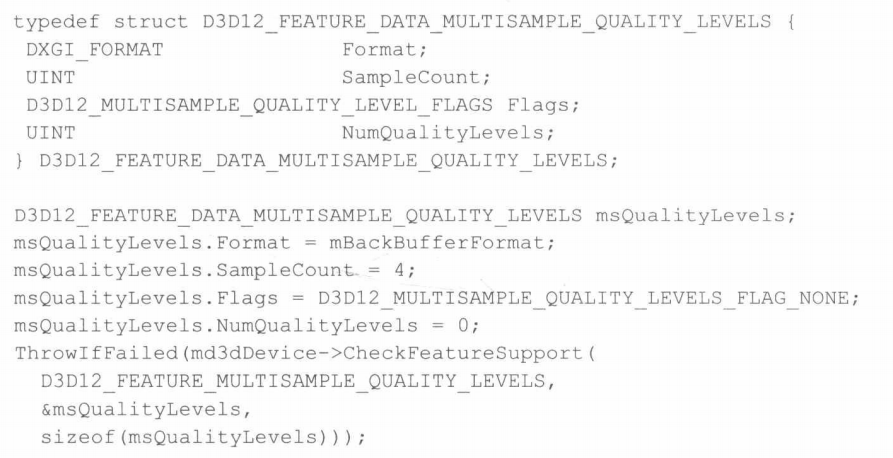 typedef struct D3D12_FEATURE_DATA_MULTISAMPLE_QUALITY_LEVELS {
 DXGI_FORMAT                   Format;
 UINT                          SampleCount;
 D3D12_MULTISAMPLE_QUALITY_LEVEL_FLAGS Flags;
 UINT                          NumQualityLevels;
} D3D12_FEATURE_DATA_MULTISAMPLE_QUALITY_LEVELS;

D3D12_FEATURE_DATA_MULTISAMPLE_QUALITY_LEVELS msQualityLevels;
msQualityLevels.Format = mBackBufferFormat;
msQualityLevels.SampleCount = 4;
msQualityLevels.Flags = D3D12_MULTISAMPLE_QUALITY_LEVELS_FLAG_NONE;
msQualityLevels.NumQualityLevels = 0;
ThrowIfFailed(md3dDevice->CheckFeatureSupport(
  D3D12_FEATURE_MULTISAMPLE_QUALITY_LEVELS,
  &msQualityLevels,
  sizeof(msQualityLevels)));